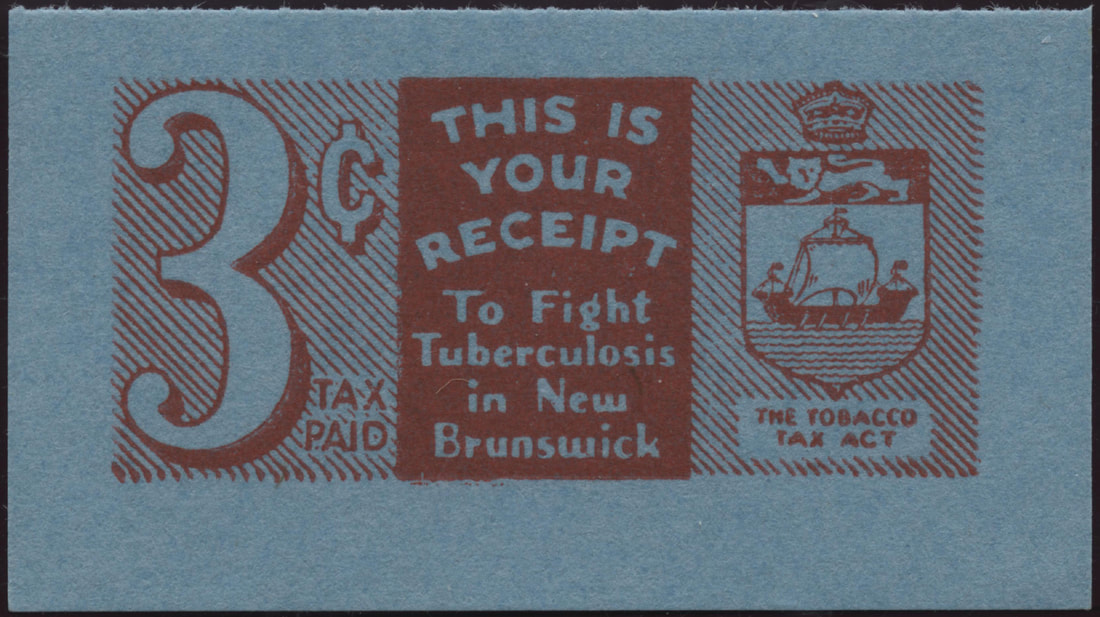 3¢
TAX
PAID
THIS IS
YOUR
RECEIPT
To Fight
Tuberculosis
in New
Brunswick
THE TOBACCO
TAX ACT